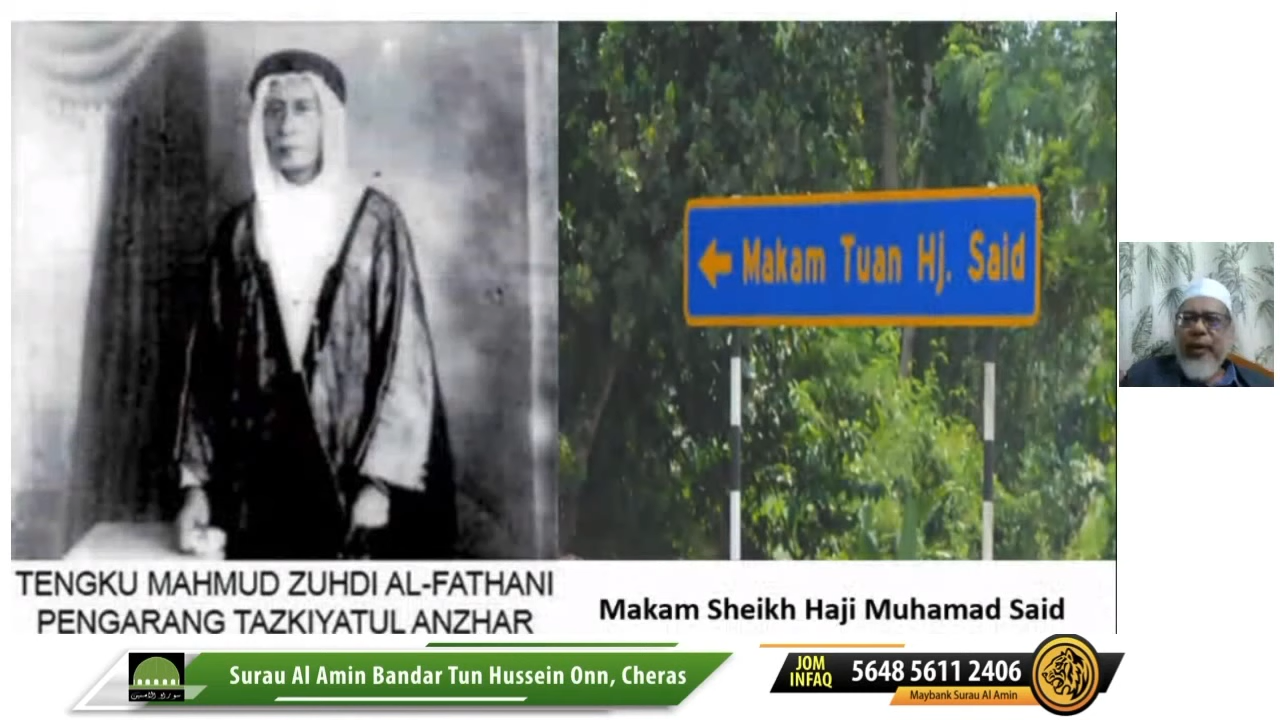 Makam Tuan Hj. Said
TENGKU MAHMUD ZUHDI AL-FATHANI
PENGARANG TAZKIYATUL ANZHAR
Makam Sheikh Haji Muhamad Said
Surau Al Amin Bandar Tun Hussein Onn, Cheras
JOM
INFAQ
5648 5611 2406
Maybank Surau Al Amin